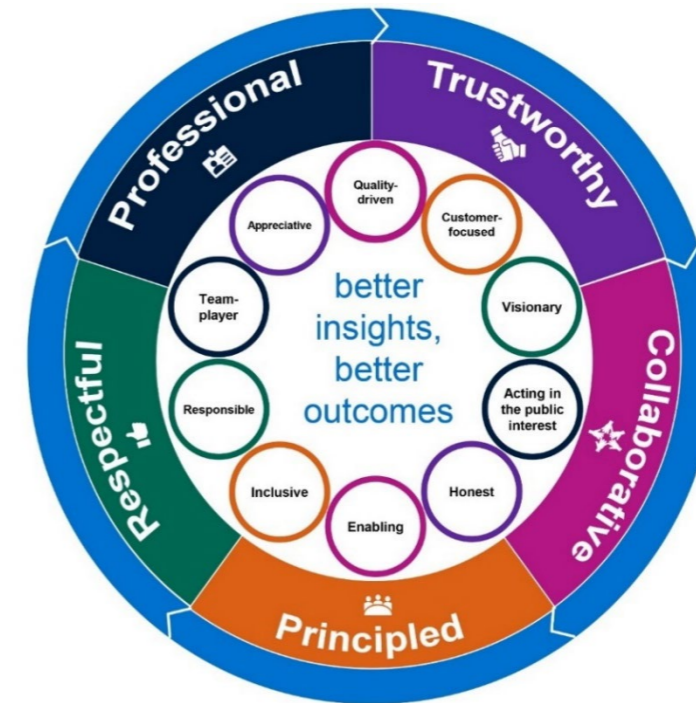 Professional
Trustworthy
Collaborative
Principled
Respectful
Quality-
driven
Customer-
focused
Visionary
Acting in
the public
interest
Honest
Enabling
Inclusive
Responsible
Team-
player
Appreciative
better
insights,
better
outcomes